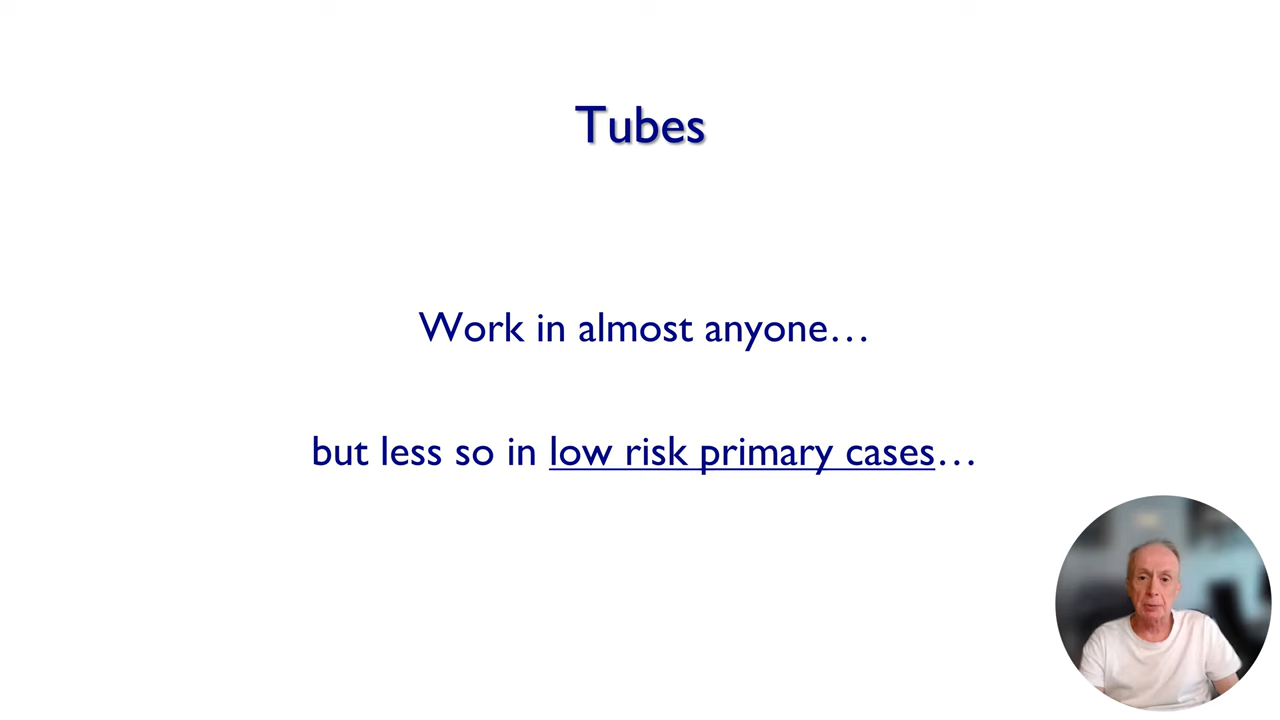 Tubes
Work in almost anyone…
but less so in low risk primary cases…